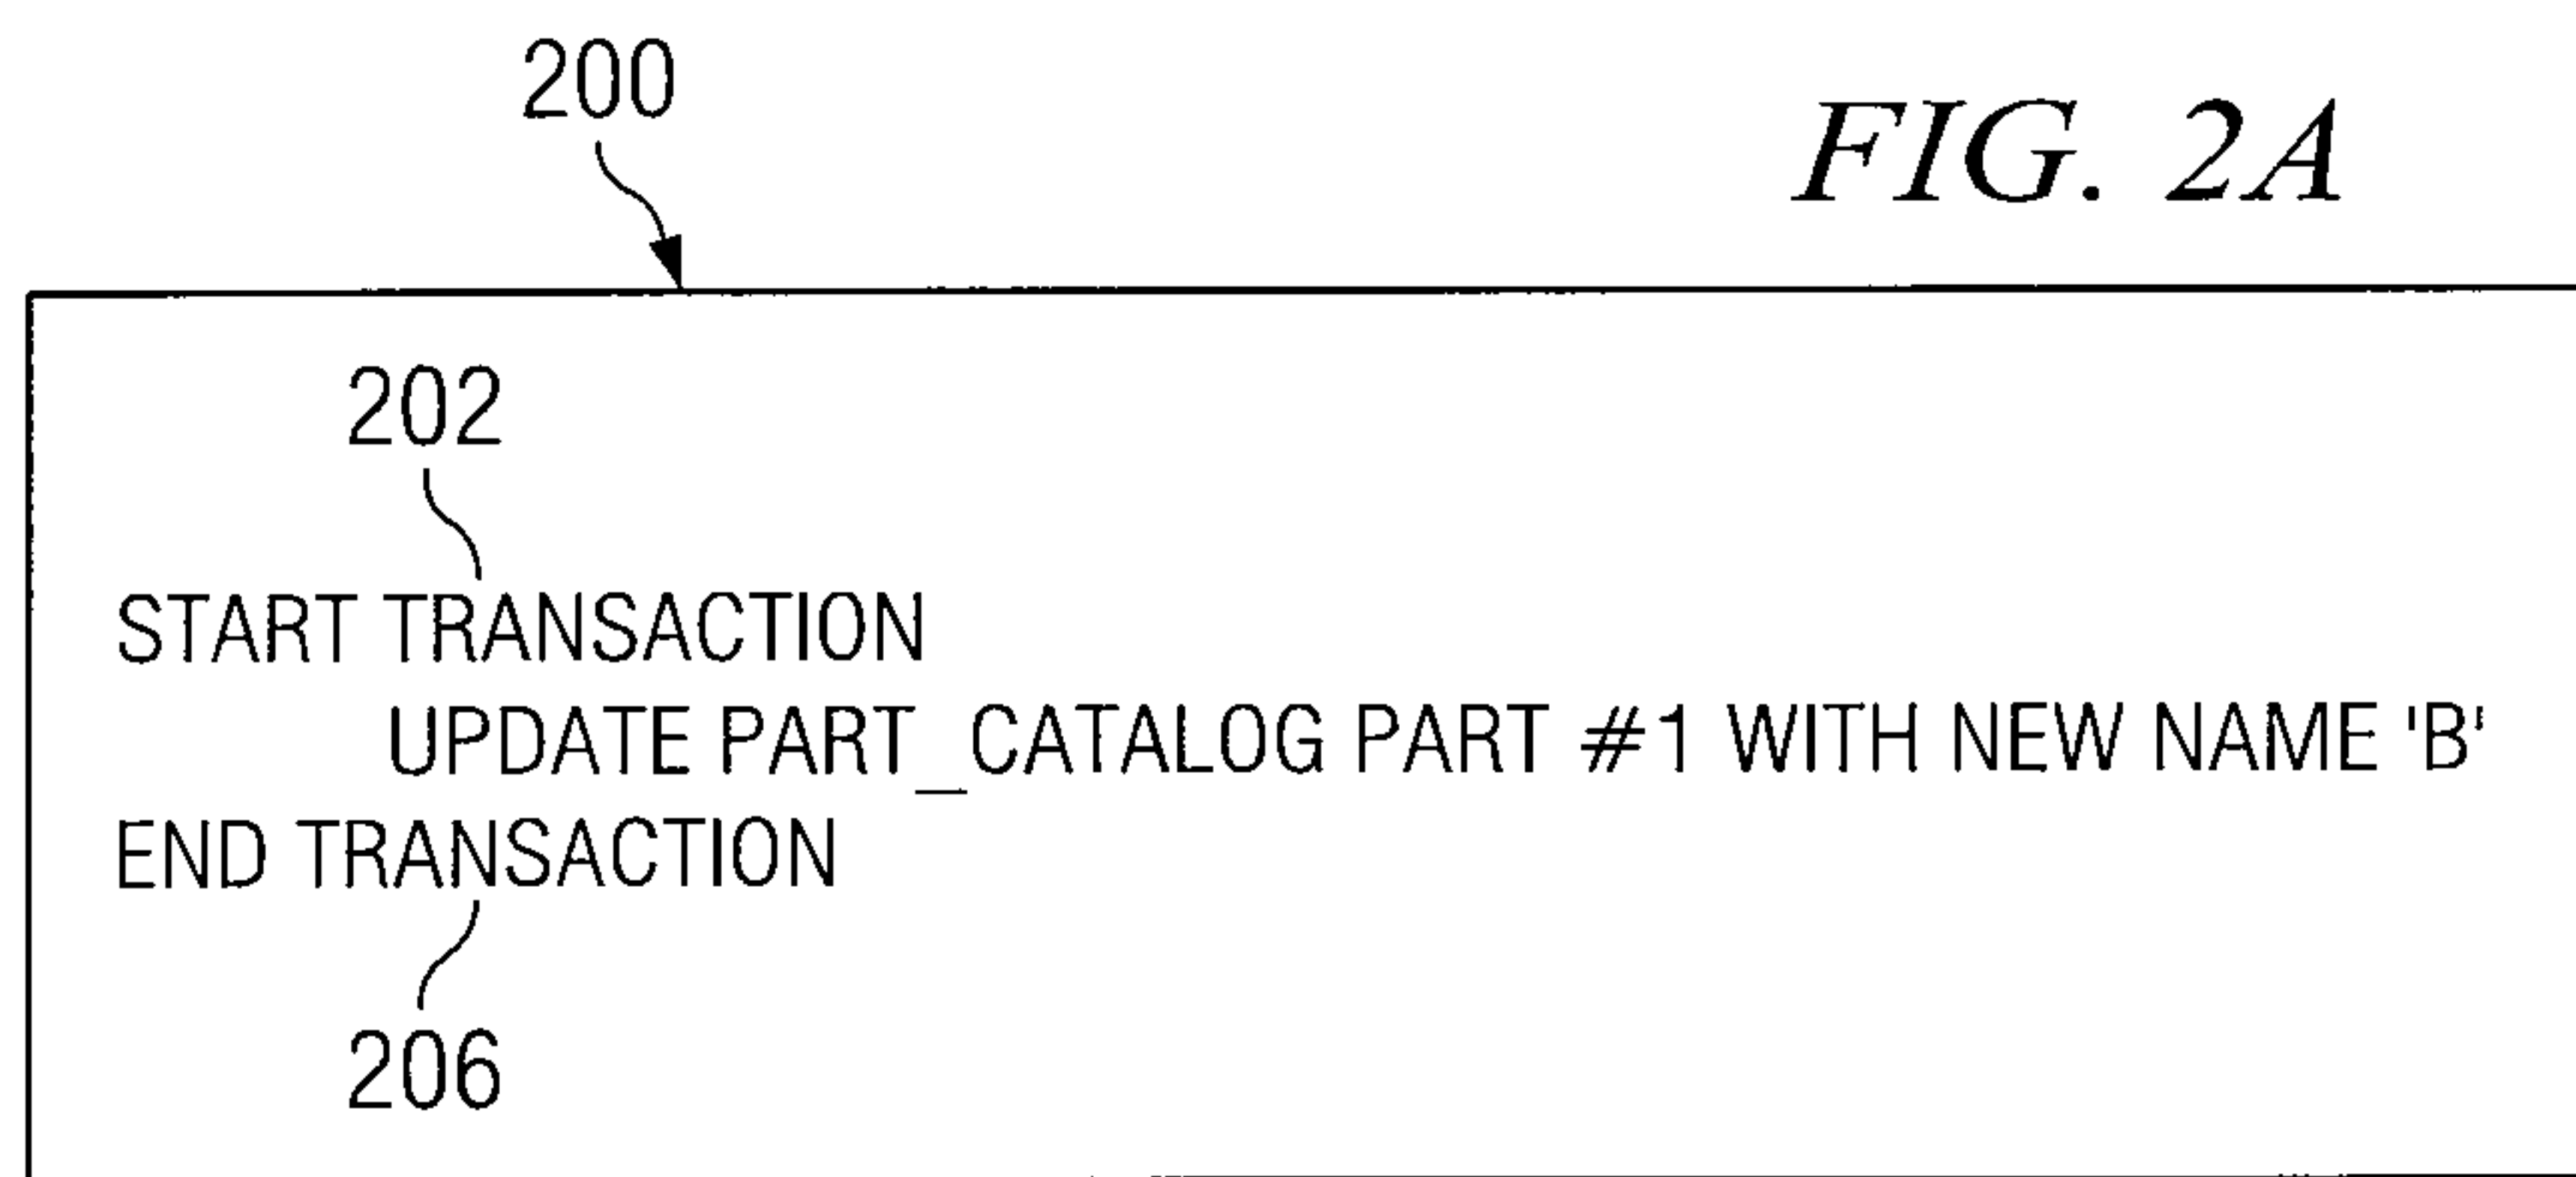 200
FIG. 2A
202
START TRANSACTION
UPDATE PART_CATALOG PART #1 WITH NEW NAME 'B'
END TRANSACTION
206